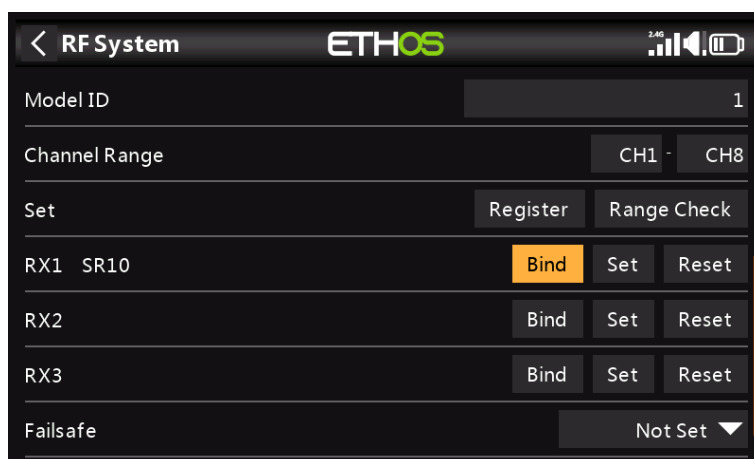 RF System ETHOS 2.4G
Model ID 1
Channel Range CH1 - CH8
Set Register Range Check
RX1 SR10 Bind Set Reset
RX2 Bind Set Reset
RX3 Bind Set Reset
Failsafe Not Set